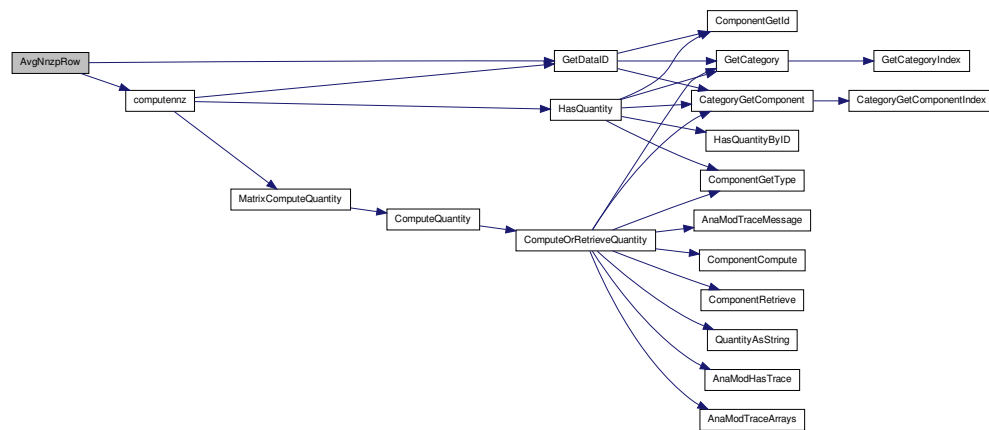 ComponentGetId
AvgNnzpRow
GetDataID
GetCategory
GetCategoryIndex
computennz
HasQuantity
CategoryGetComponent
CategoryGetComponentIndex
HasQuantityByID
ComponentGetType
MatrixComputeQuantity
ComputeQuantity
AnaModTraceMessage
ComputeOrRetrieveQuantity
ComponentCompute
ComponentRetrieve
QuantityAsString
AnaModHasTrace
AnaModTraceArrays